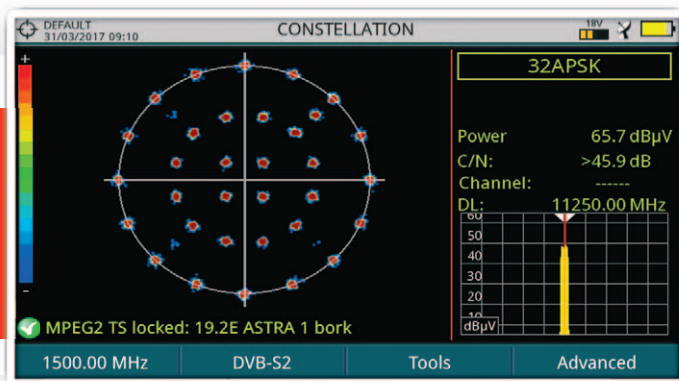 DEFAULT
31/03/2017 09:10
CONSTELLATION
18V
+
-
32APSK
Power 65.7 dBµV
C/N: >45.9 dB
Channel: ------
DL: 11250.00 MHz
60
50
40
30
20
10
dBµV
MPEG2 TS locked: 19.2E ASTRA 1 bork
1500.00 MHz DVB-S2 Tools Advanced